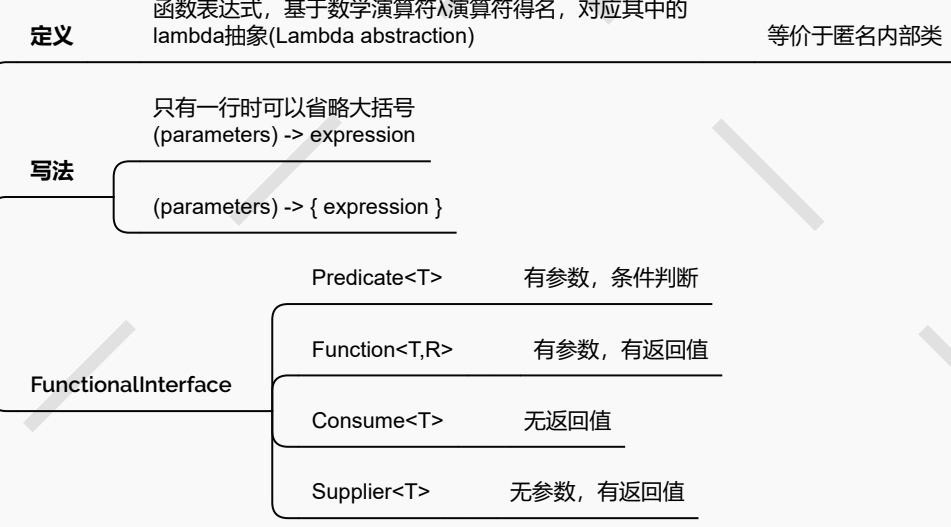 函数表达式，基于数学演算符λ演算符得名，对应其中的
定义
lambda抽象(Lambda abstraction)
等价于匿名内部类
只有一行时可以省略大括号
(parameters) -> expression
写法
(parameters) -> { expression }
Predicate<T>
有参数，条件判断
Function<T,R>
有参数，有返回值
FunctionalInterface
Consume<T>
无返回值
Supplier<T>
无参数，有返回值